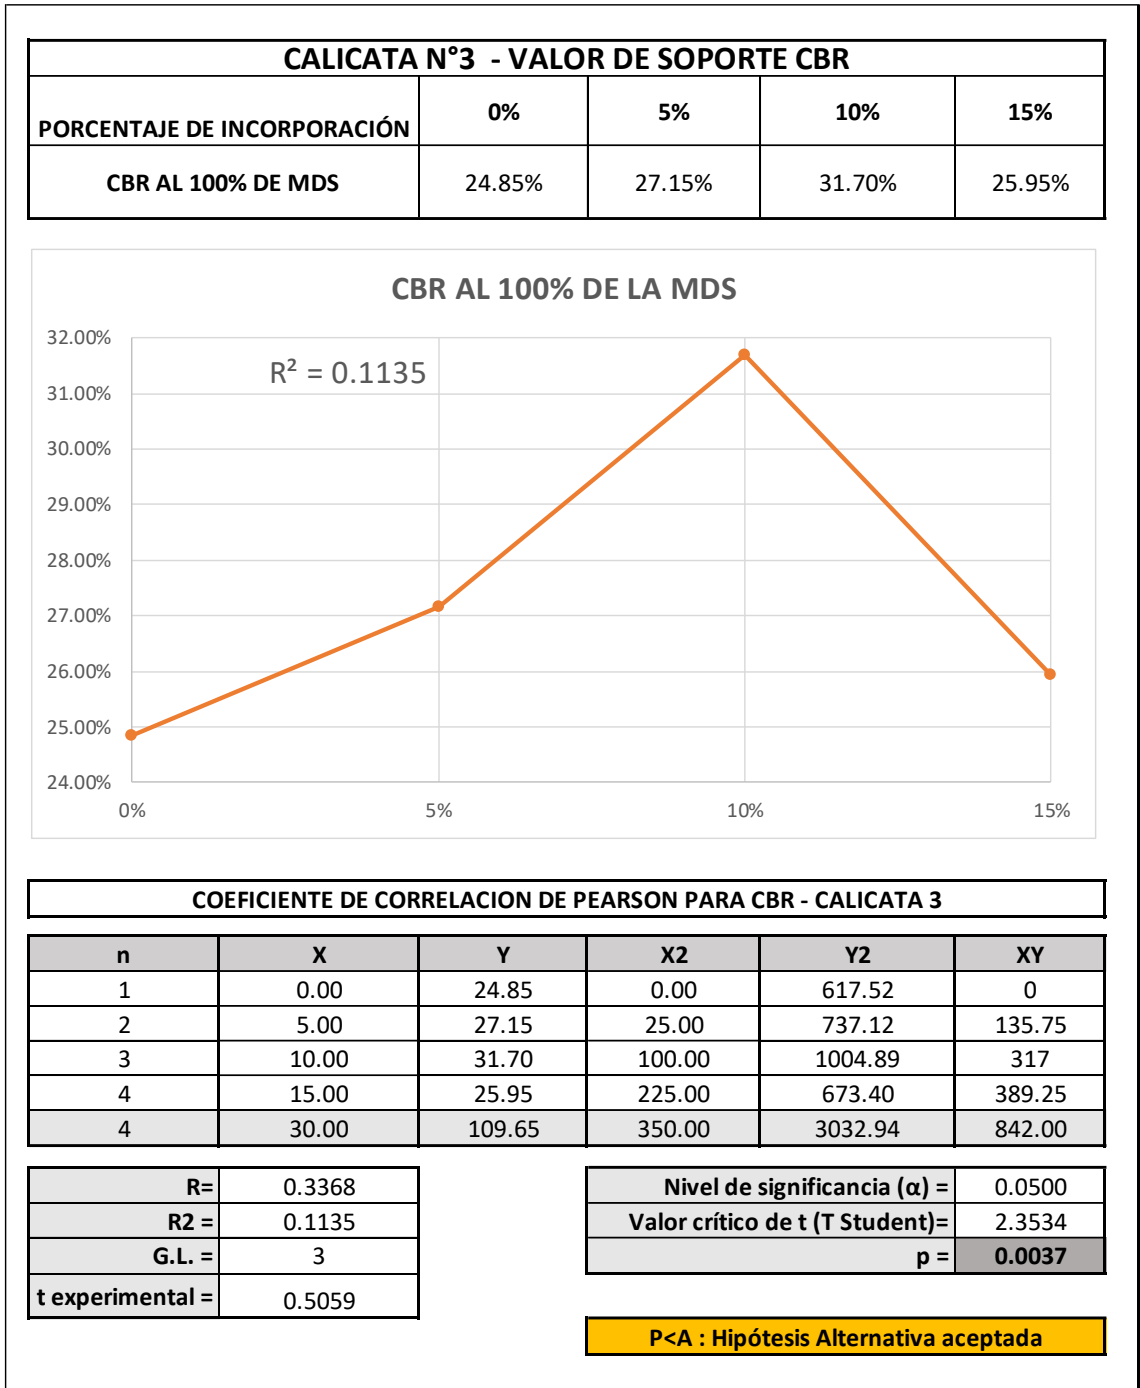 CALICATA N°3 - VALOR DE SOPORTE CBR
PORCENTAJE DE INCORPORACIÓN 0% 5% 10% 15%
CBR AL 100% DE MDS 24.85% 27.15% 31.70% 25.95%
CBR AL 100% DE LA MDS
R² = 0.1135
32.00%
31.00%
30.00%
29.00%
28.00%
27.00%
26.00%
25.00%
24.00%
0% 5% 10% 15%
COEFICIENTE DE CORRELACION DE PEARSON PARA CBR - CALICATA 3
n X Y X2 Y2 XY
1 0.00 24.85 0.00 617.52 0
2 5.00 27.15 25.00 737.12 135.75
3 10.00 31.70 100.00 1004.89 317
4 15.00 25.95 225.00 673.40 389.25
4 30.00 109.65 350.00 3032.94 842.00
R= 0.3368
R2 = 0.1135
G.L. = 3
t experimental = 0.5059
Nivel de significancia (α) = 0.0500
Valor crítico de t (T Student)= 2.3534
p = 0.0037
P<A : Hipótesis Alternativa aceptada